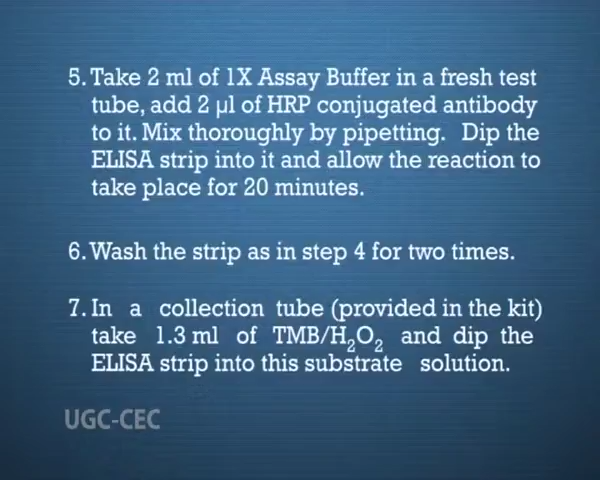 5. Take 2 ml of 1X Assay Buffer in a fresh test
tube, add 2 µl of HRP conjugated antibody
to it. Mix thoroughly by pipetting. Dip the
ELISA strip into it and allow the reaction to
take place for 20 minutes.
6. Wash the strip as in step 4 for two times.
7. In a collection tube (provided in the kit)
take 1.3 ml of TMB/H₂O₂ and dip the
ELISA strip into this substrate solution.
UGC-CEC